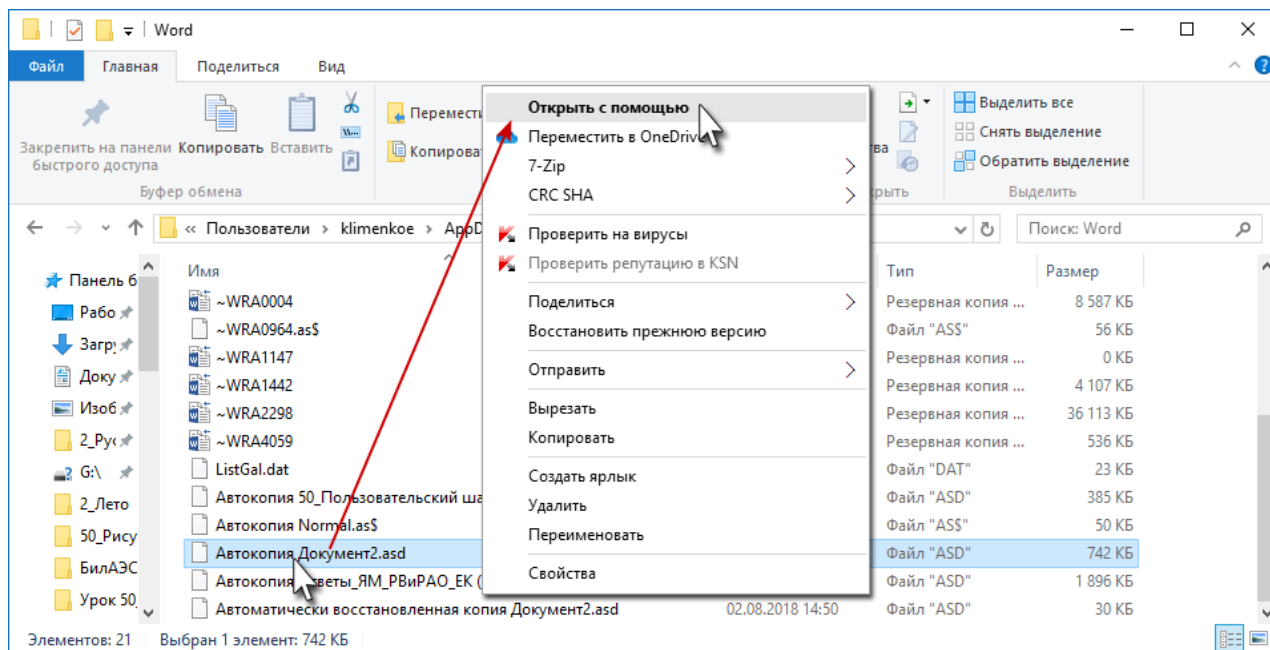 Word
Файл Главная Поделиться Вид
Закрепить на панели быстрого доступа
Копировать
Вставить
W...
Буфер обмена
Перемести
Копирова
ва
крыть
Выделить все
Снять выделение
Обратить выделение
Выделить
« Пользователи › klimenkoe › AppD
Поиск: Word
Панель б
Рабо
Загр
Доку
Изоб
2_Рус
G:\
2_Лето
50_Рису
БилАЭС
Урок 50_
Имя Тип Размер
~WRA0004 Резервная копия ... 8 587 КБ
~WRA0964.as$ Файл "AS$" 56 КБ
~WRA1147 Резервная копия ... 0 КБ
~WRA1442 Резервная копия ... 4 107 КБ
~WRA2298 Резервная копия ... 36 113 КБ
~WRA4059 Резервная копия ... 536 КБ
ListGal.dat Файл "DAT" 23 КБ
Автокопия 50_Пользовательский ша Файл "ASD" 385 КБ
Автокопия Normal.as$ Файл "AS$" 50 КБ
Автокопия Документ2.asd Файл "ASD" 742 КБ
Автокопия веты_ЯМ_РВиРАО_ЕК ( Файл "ASD" 1 896 КБ
Автоматически восстановленная копия Документ2.asd 02.08.2018 14:50 Файл "ASD" 30 КБ
Открыть с помощью
Переместить в OneDrive
7-Zip
CRC SHA
Проверить на вирусы
Проверить репутацию в KSN
Поделиться
Восстановить прежнюю версию
Отправить
Вырезать
Копировать
Создать ярлык
Удалить
Переименовать
Свойства
Элементов: 21 Выбран 1 элемент: 742 КБ